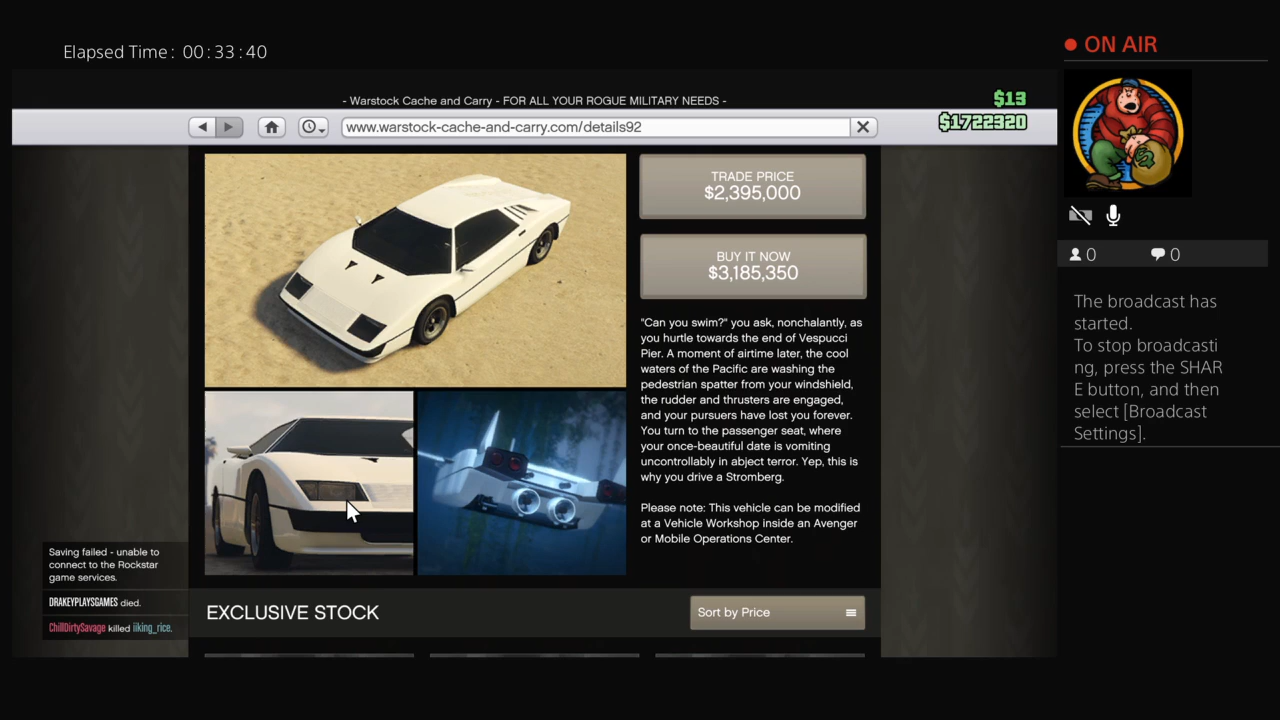 Elapsed Time: 00:33:40
ON AIR
- Warstock Cache and Carry - FOR ALL YOUR ROGUE MILITARY NEEDS -
$13
www.warstock-cache-and-carry.com/details92
$1722320
TRADE PRICE
$2,395,000
BUY IT NOW
$3,185,350
0
0
"Can you swim?" you ask, nonchalantly, as
you hurtle towards the end of Vespucci
Pier. A moment of airtime later, the cool
waters of the Pacific are washing the
pedestrian spatter from your windshield,
the rudder and thrusters are engaged,
and your pursuers have lost you forever.
You turn to the passenger seat, where
your once-beautiful date is vomiting
uncontrollably in abject terror. Yep, this is
why you drive a Stromberg.
Please note: This vehicle can be modified
at a Vehicle Workshop inside an Avenger
or Mobile Operations Center.
The broadcast has
started.
To stop broadcasti
ng, press the SHAR
E button, and then
select [Broadcast
Settings].
Saving failed - unable to
connect to the Rockstar
game services.
DRAKEYPLAYSGAMES died.
ChillDirtySavage killed iiking_rice.
EXCLUSIVE STOCK
Sort by Price